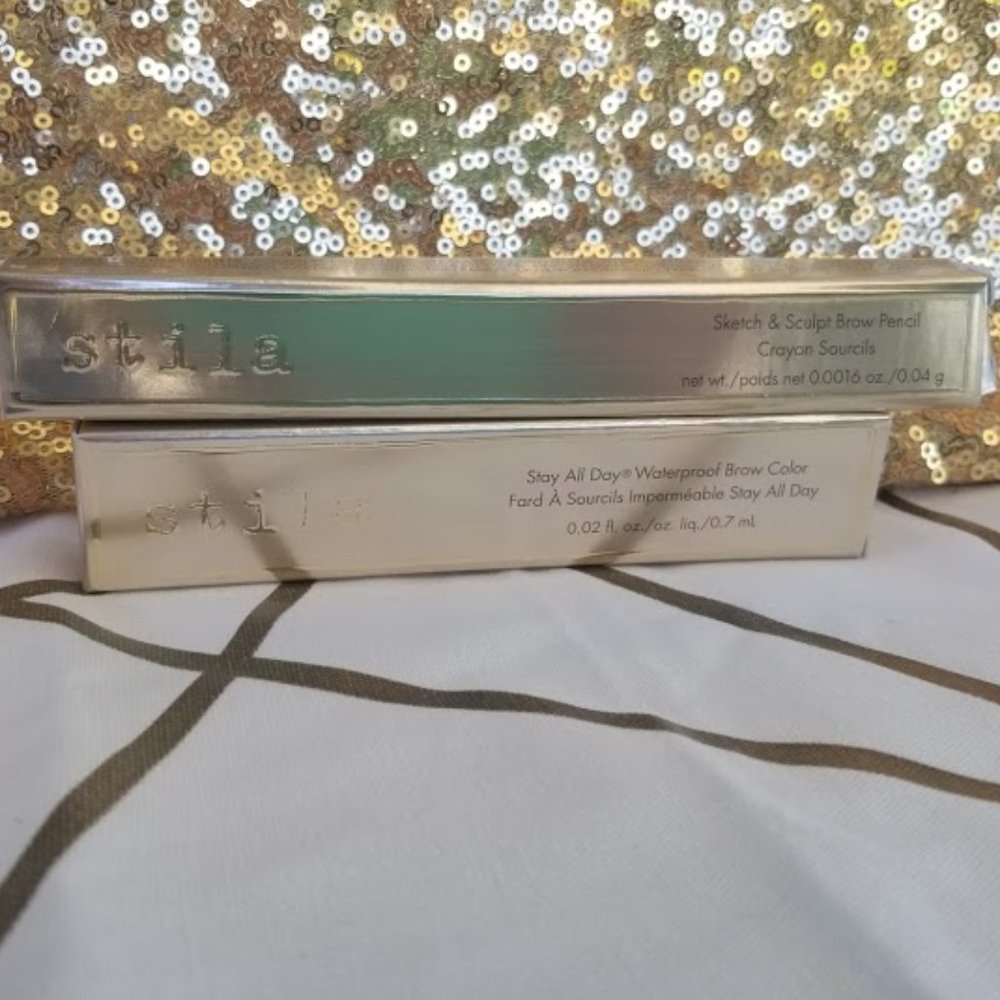 stila
Sketch & Sculpt Brow Pencil
Crayon Sourcils
net wt./poids net 0.0016 oz./0.04 g
stila
Stay All Day® Waterproof Brow Color
Fard À Sourcils Imperméable Stay All Day
0.02 fl. oz./oz. liq./0.7 mL